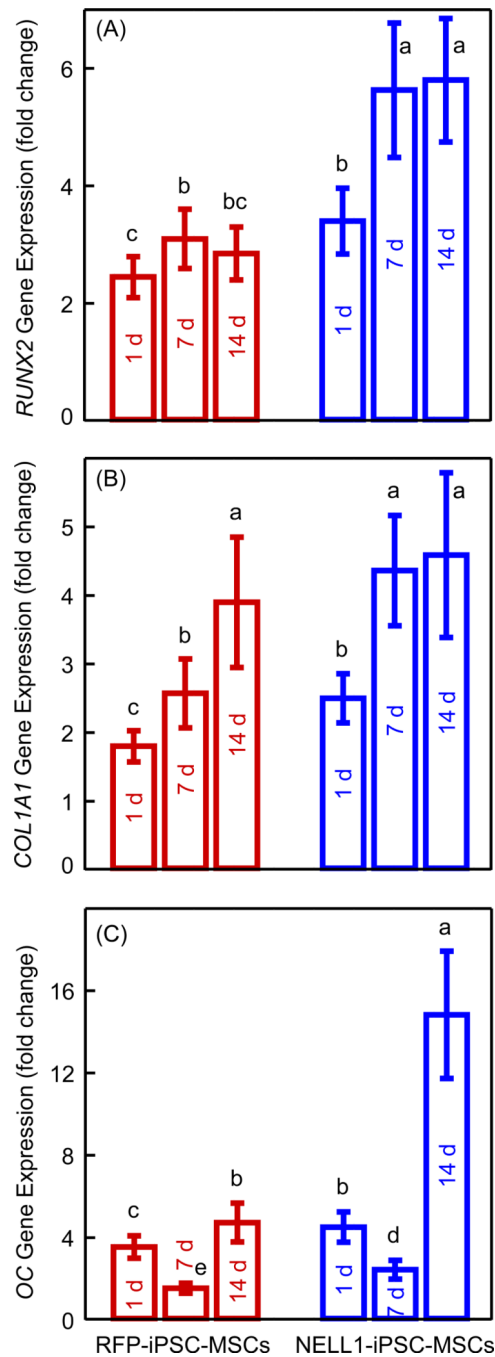 (A)
RUNX2 Gene Expression (fold change)
6
4
2
0
c
b
bc
b
a
a
1 d
7 d
14 d
1 d
7 d
14 d
(B)
COL1A1 Gene Expression (fold change)
5
4
3
2
1
0
c
b
a
b
a
a
1 d
7 d
14 d
1 d
7 d
14 d
(C)
OC Gene Expression (fold change)
16
12
8
4
0
c
e
b
b
d
a
1 d
7 d
14 d
1 d
7 d
14 d
RFP-iPSC-MSCs NELL1-iPSC-MSCs